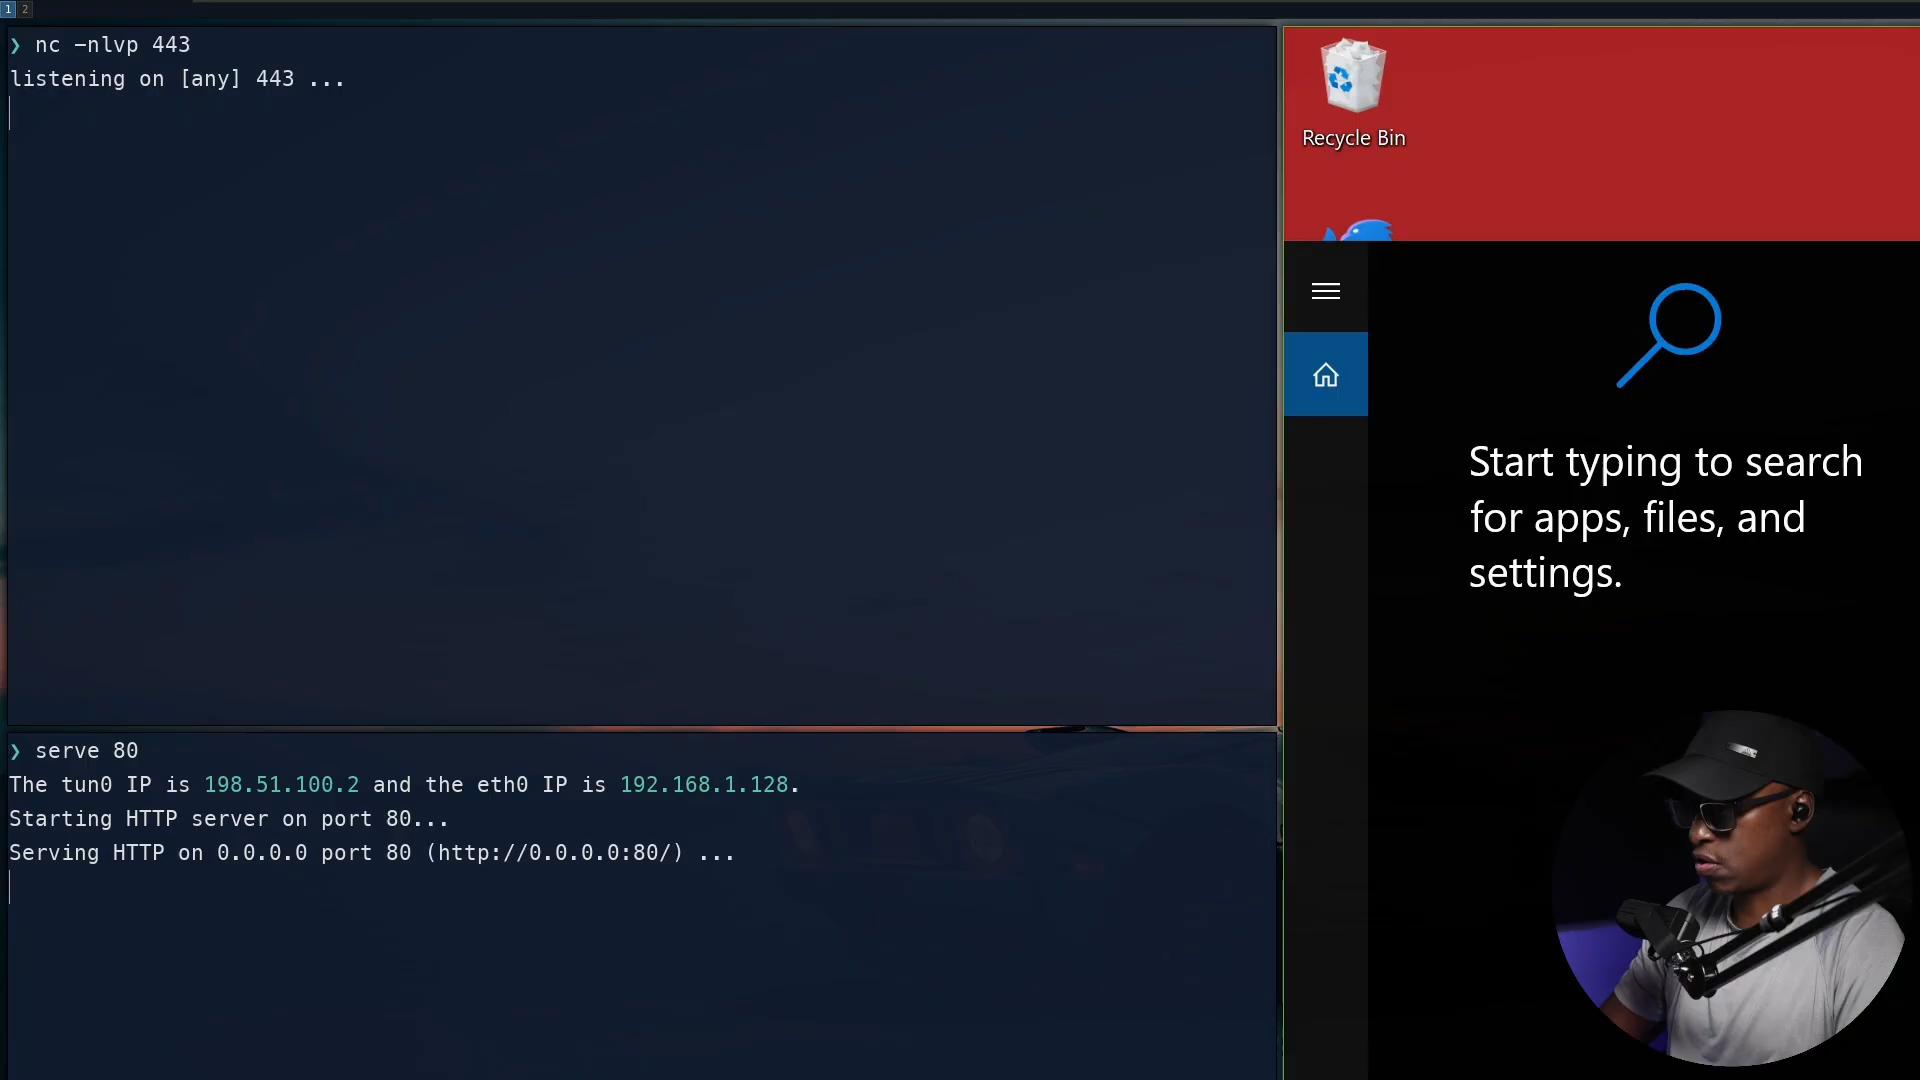 1 2
❯ nc -nlvp 443
listening on [any] 443 ...
❯ serve 80
The tun0 IP is 198.51.100.2 and the eth0 IP is 192.168.1.128.
Starting HTTP server on port 80...
Serving HTTP on 0.0.0.0 port 80 (http://0.0.0.0:80/) ...
Recycle Bin
Start typing to search
for apps, files, and
settings.